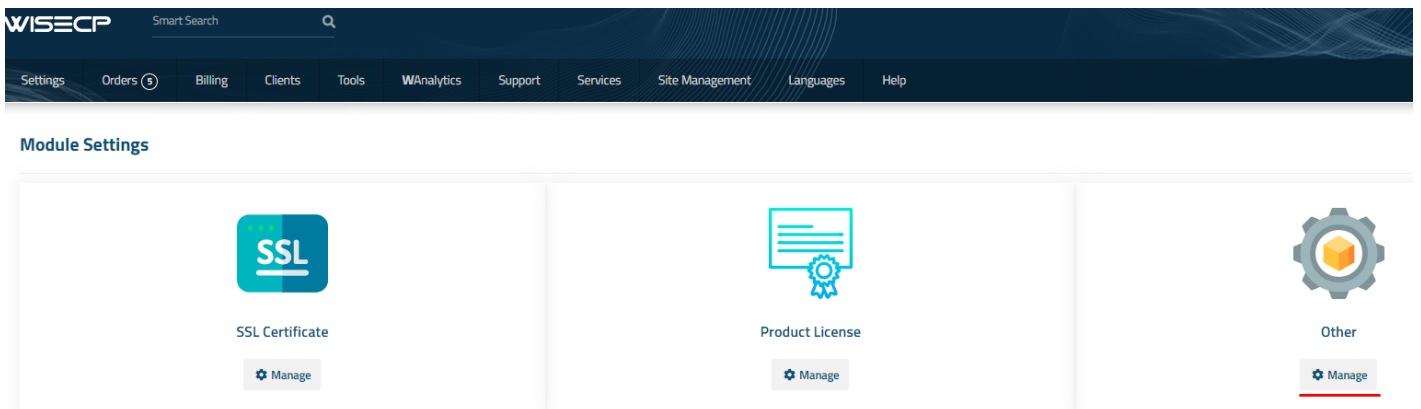 WISECP Smart Search
Settings Orders 5 Billing Clients Tools WAnalytics Support Services Site Management Languages Help
Module Settings
SSL
SSL Certificate Product License Other
Manage Manage Manage